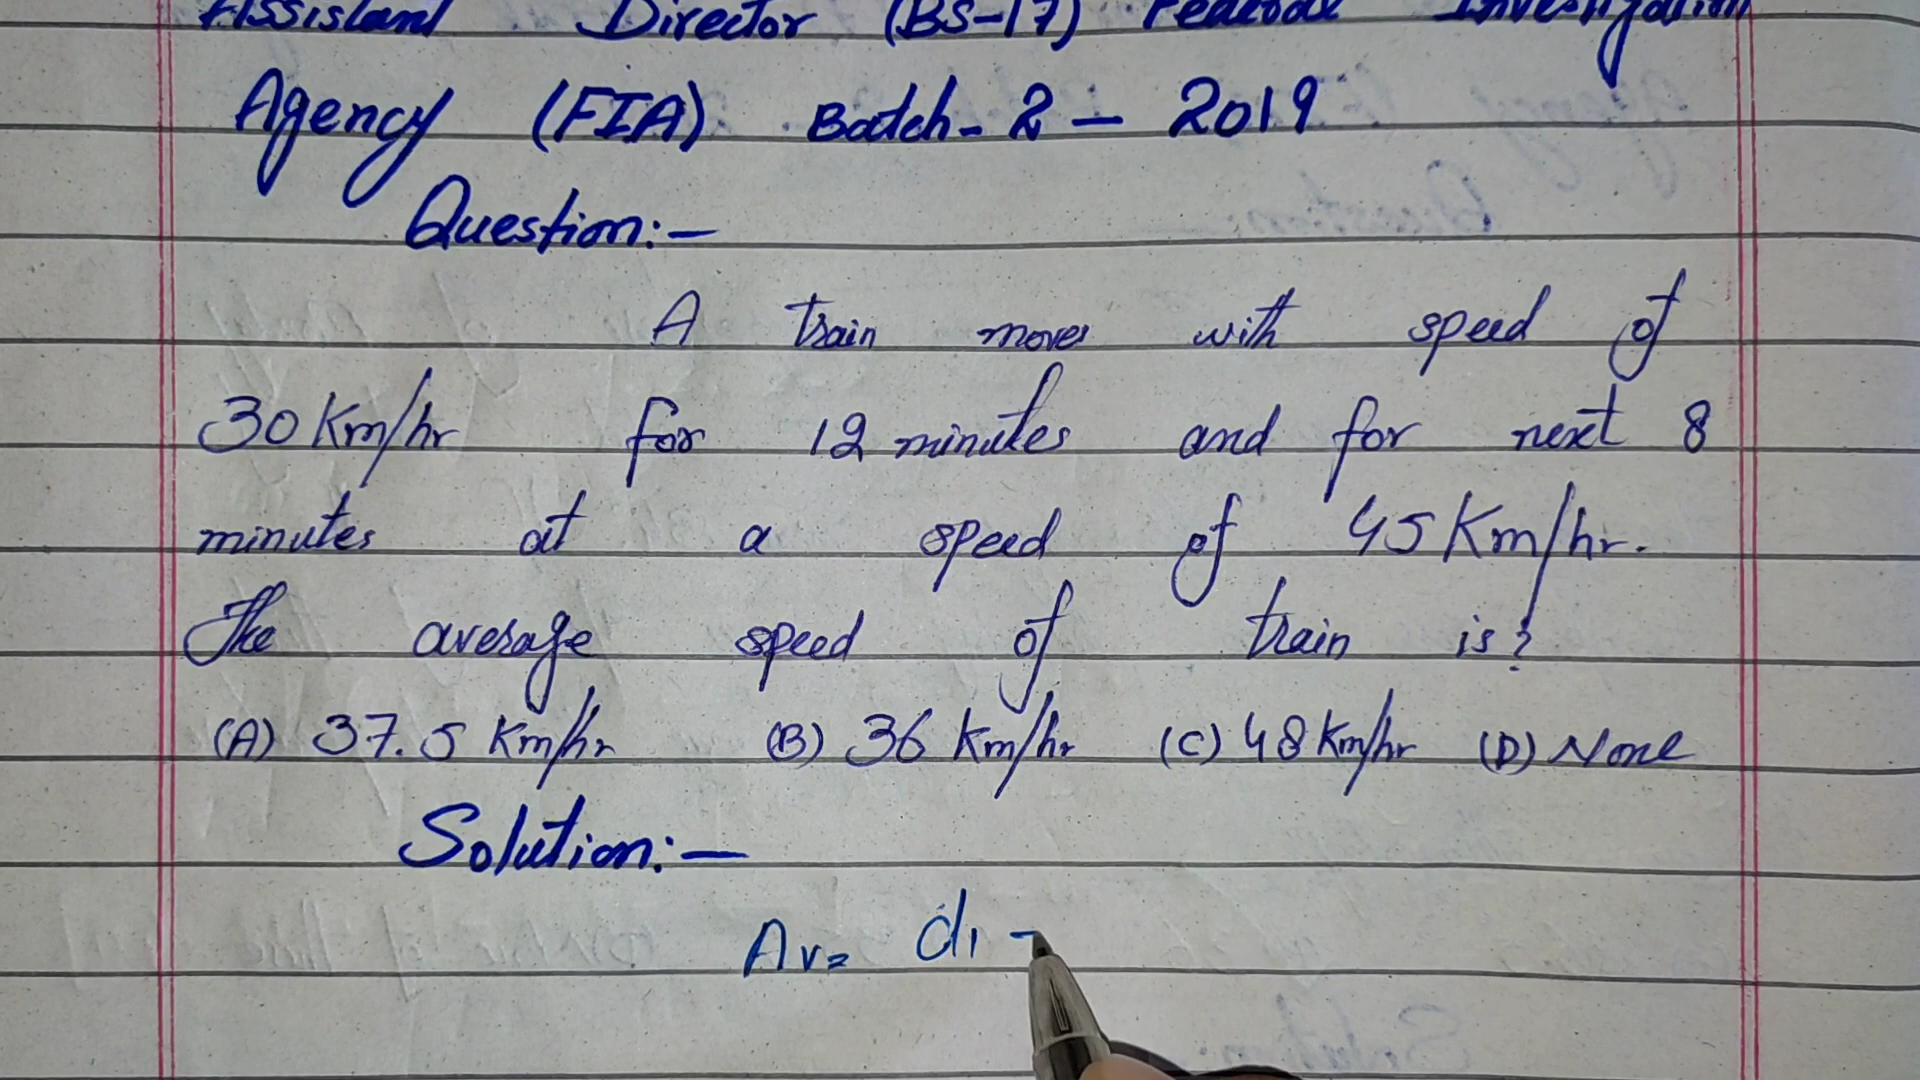 Assistant Director (BS-17) Federal Investigation
Agency (FIA) Batch-2-2019
Question:-
A train moves with speed of
30 Km/hr for 12 minutes and for next 8
minutes at a speed of 45 Km/hr.
The average speed of train is?
(A) 37.5 Km/hr (B) 36 Km/hr (C) 48 Km/hr (D) None
Solution:-
Av= d1